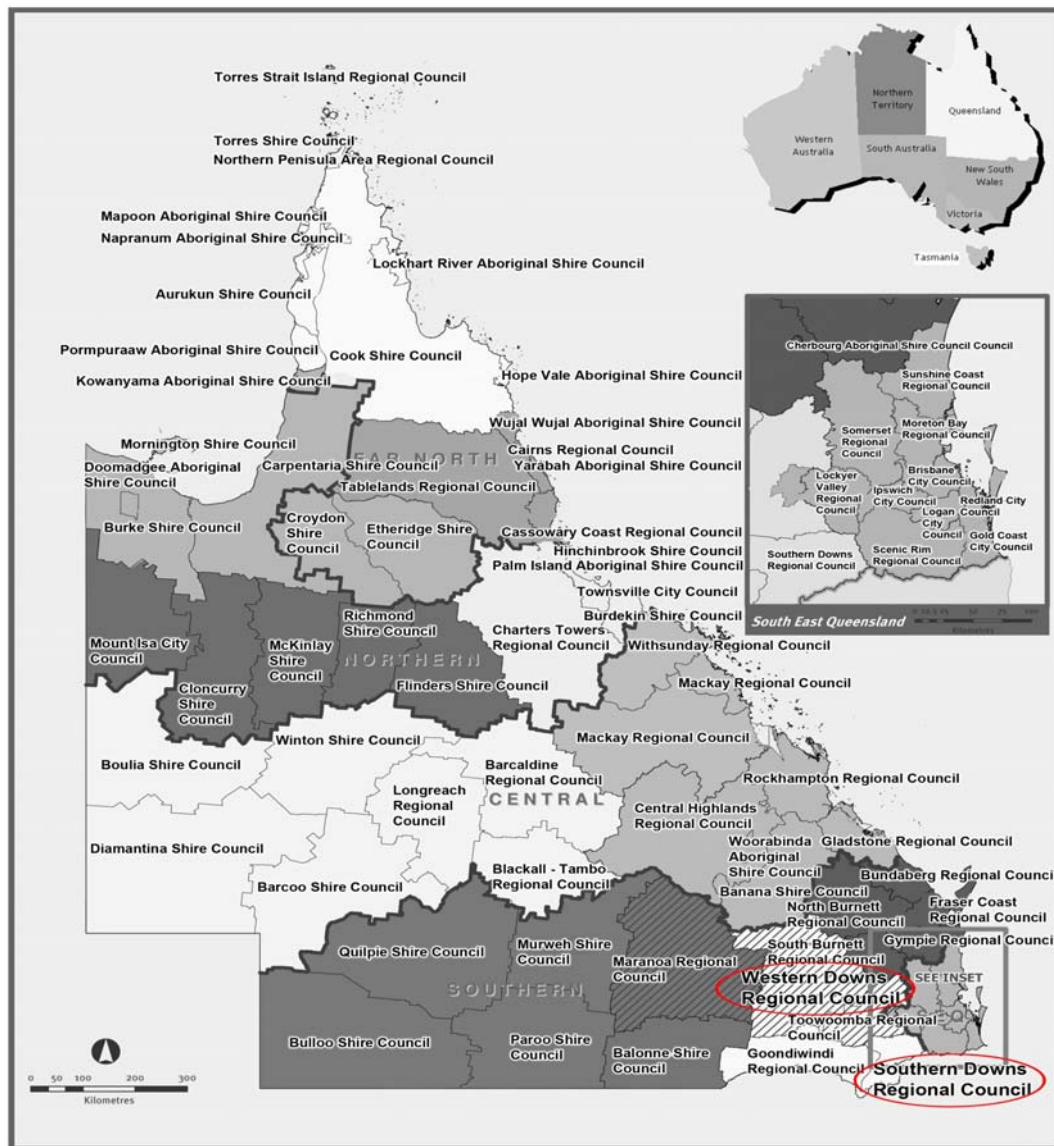 Torres Strait Island Regional Council
Torres Shire Council
Northern Penisula Area Regional Council
Mapoon Aboriginal Shire Council
Napranum Aboriginal Shire Council
Lockhart River Aboriginal Shire Council
Aurukun Shire Council
Pormpuraaw Aboriginal Shire Council
Cook Shire Council
Kowanyama Aboriginal Shire Council
Hope Vale Aboriginal Shire Council
Wujal Wujal Aboriginal Shire Council
Mornington Shire Council
Cairns Regional Council
FAR NORTH
Doomadgee Aboriginal
Shire Council
Carpentaria Shire Council
Yarabah Aboriginal Shire Council
Tablelands Regional Council
Burke Shire Council
Croydon
Shire
Council
Etheridge Shire
Council
Cassowary Coast Regional Council
Hinchinbrook Shire Council
Palm Island Aboriginal Shire Council
Townsville City Council
Burdekin Shire Council
Richmond
Shire Council
Charters Towers
Regional Council
Withsunday Regional Council
Mount Isa City
Council
McKinlay
Shire
Council
NORTHERN
Flinders Shire Council
Mackay Regional Council
Cloncurry
Shire
Council
Winton Shire Council
Mackay Regional Council
Boulia Shire Council
Barcaldine
Regional Council
Rockhampton Regional Council
Longreach
Regional
Council
CENTRAL
Central Highlands
Regional Council
Diamantina Shire Council
Woorabinda
Aboriginal
Shire Council
Gladstone Regional Council
Barcoo Shire Council
Blackall - Tambo
Regional Council
Bundaberg Regional Council
Banana Shire Council
North Burnett
Regional Council
Fraser Coast
Regional Council
Quilpie Shire Council
Murweh Shire
Council
Maranoa Regional
Council
South Burnett
Regional Council
Gympie Regional Council
SEE INSET
SOUTHERN
Western Downs
Regional Council
SEQ
Toowoomba Regional
Council
Bulloo Shire Council
Paroo Shire
Council
Balonne Shire
Council
Goondiwindi
Regional Council
Southern Downs
Regional Council
0 50 100 200 300
Kilometres
Western
Australia
Northern
Territory
Queensland
South Australia
New South
Wales
Victoria
Tasmania
Cherbourg Aboriginal Shire Council Council
Sunshine Coast
Regional Council
Somerset
Regional
Council
Moreton Bay
Regional Council
Lockyer
Valley
Regional
Council
Brisbane
City Council
Ipswich
City Council
Redland City
Council
Logan
City
Council
Gold Coast
City Council
Southern Downs
Regional Council
Scenic Rim
Regional Council
South East Queensland
Kilometres